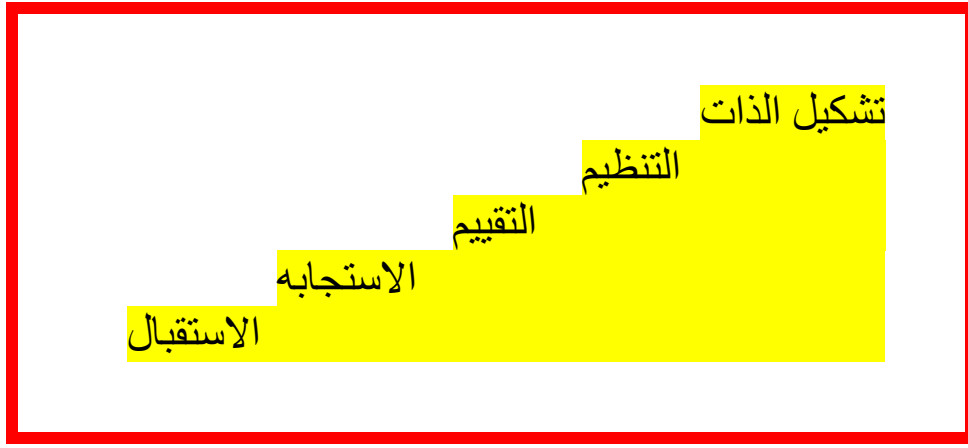 تشكيل الذات
التنظيم
التقييم
الاستجابه
الاستقبال